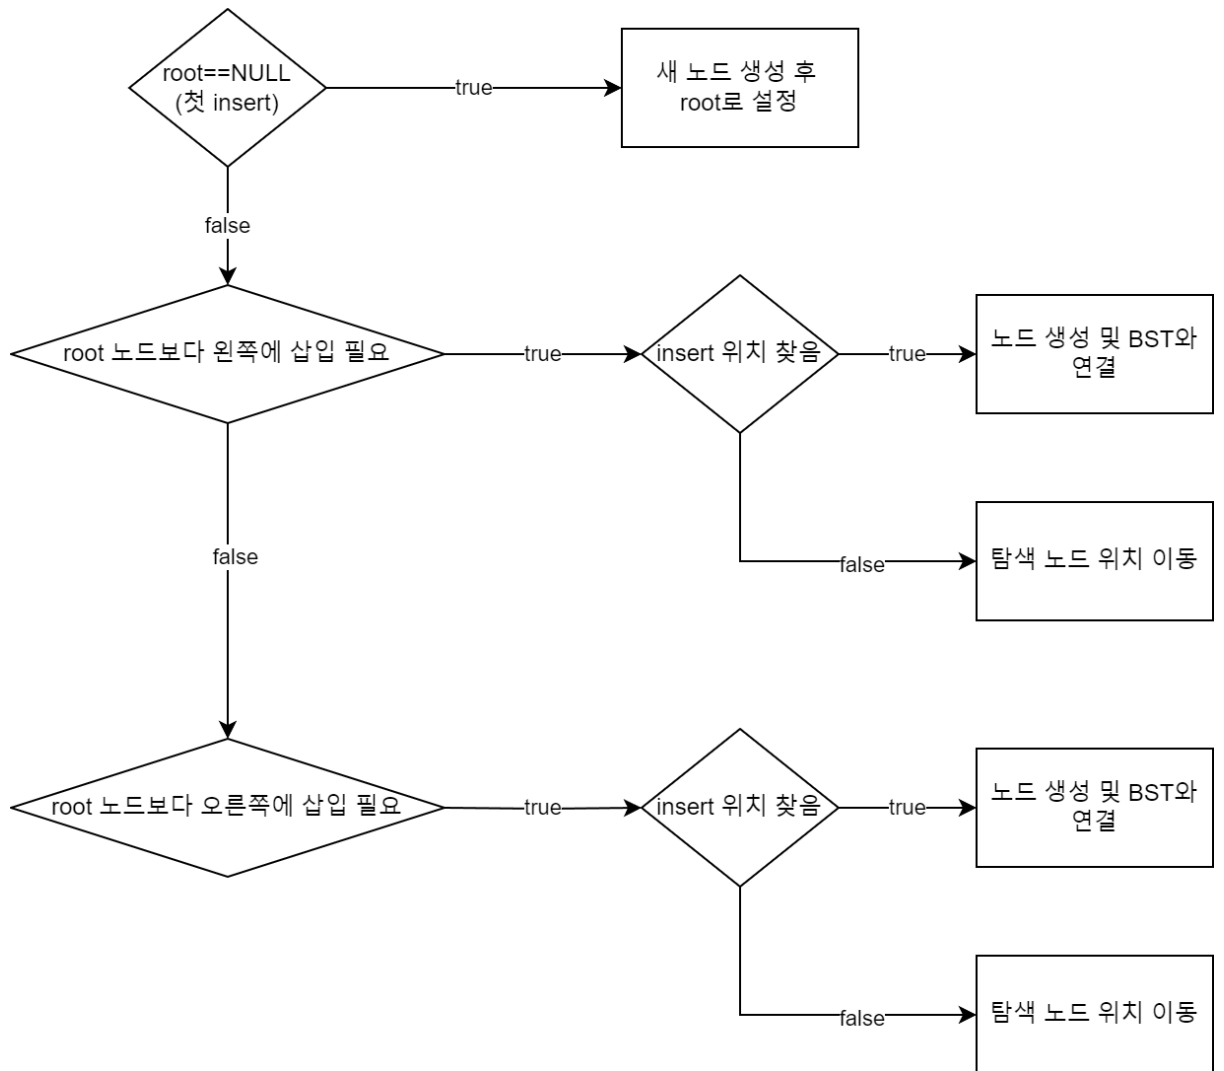 root==NULL
(첫 insert)
true
새 노드 생성 후
root로 설정
false
root 노드보다 왼쪽에 삽입 필요
true
insert 위치 찾음
true
노드 생성 및 BST와
연결
false
탐색 노드 위치 이동
false
root 노드보다 오른쪽에 삽입 필요
true
insert 위치 찾음
true
노드 생성 및 BST와
연결
false
탐색 노드 위치 이동